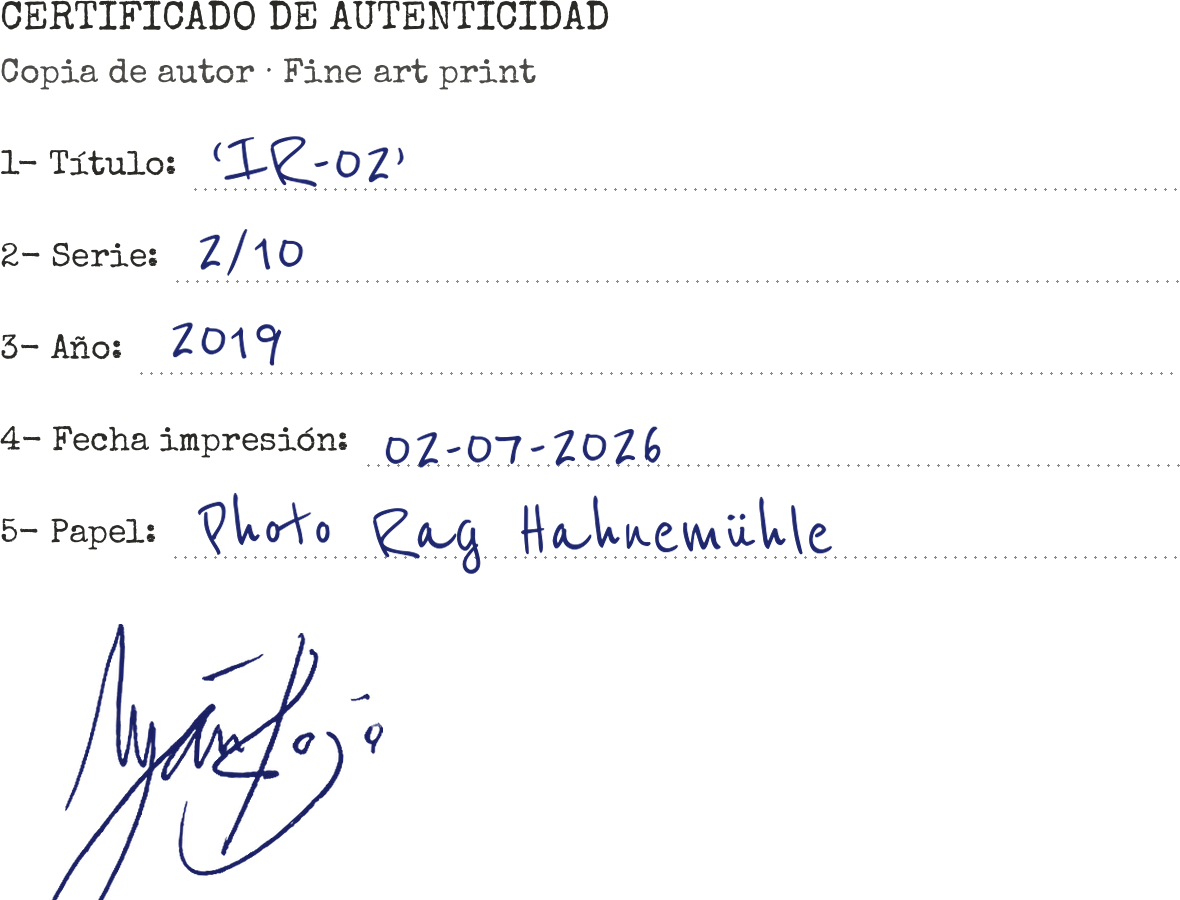 CERTIFICADO DE AUTENTICIDAD
Copia de autor · Fine art print
1- Título: 'IR-02'
2- Serie: 2/10
3- Año: 2019
4- Fecha impresión: 02-07-2026
5- Papel: Photo Rag Hahnemühle